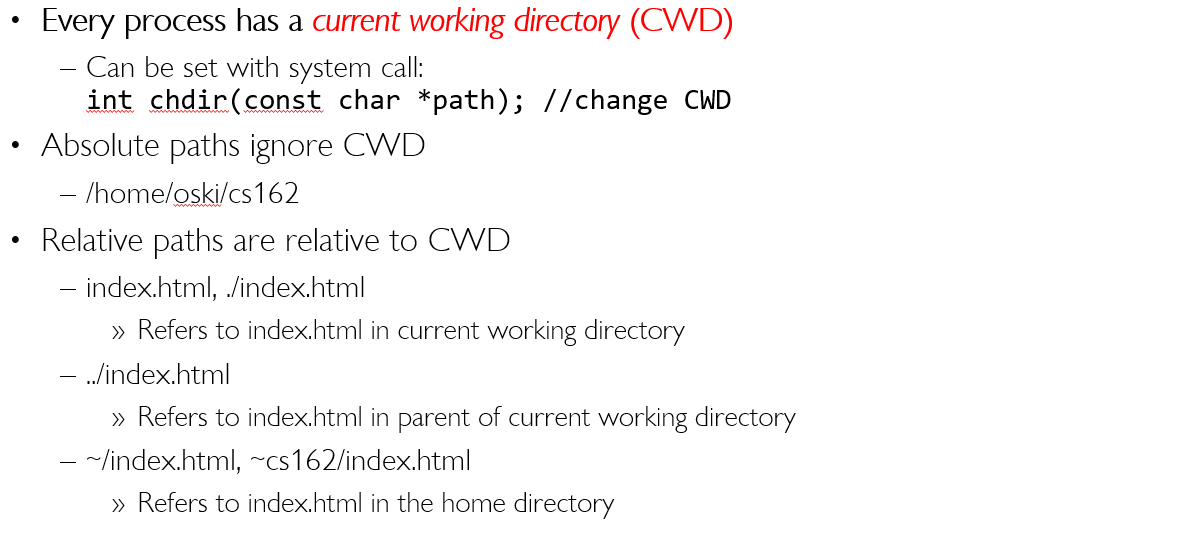 • Every process has a current working directory (CWD)
– Can be set with system call:
int chdir(const char *path); //change CWD
• Absolute paths ignore CWD
– /home/oski/cs162
• Relative paths are relative to CWD
– index.html, ./index.html
» Refers to index.html in current working directory
– ../index.html
» Refers to index.html in parent of current working directory
– ~/index.html, ~cs162/index.html
» Refers to index.html in the home directory